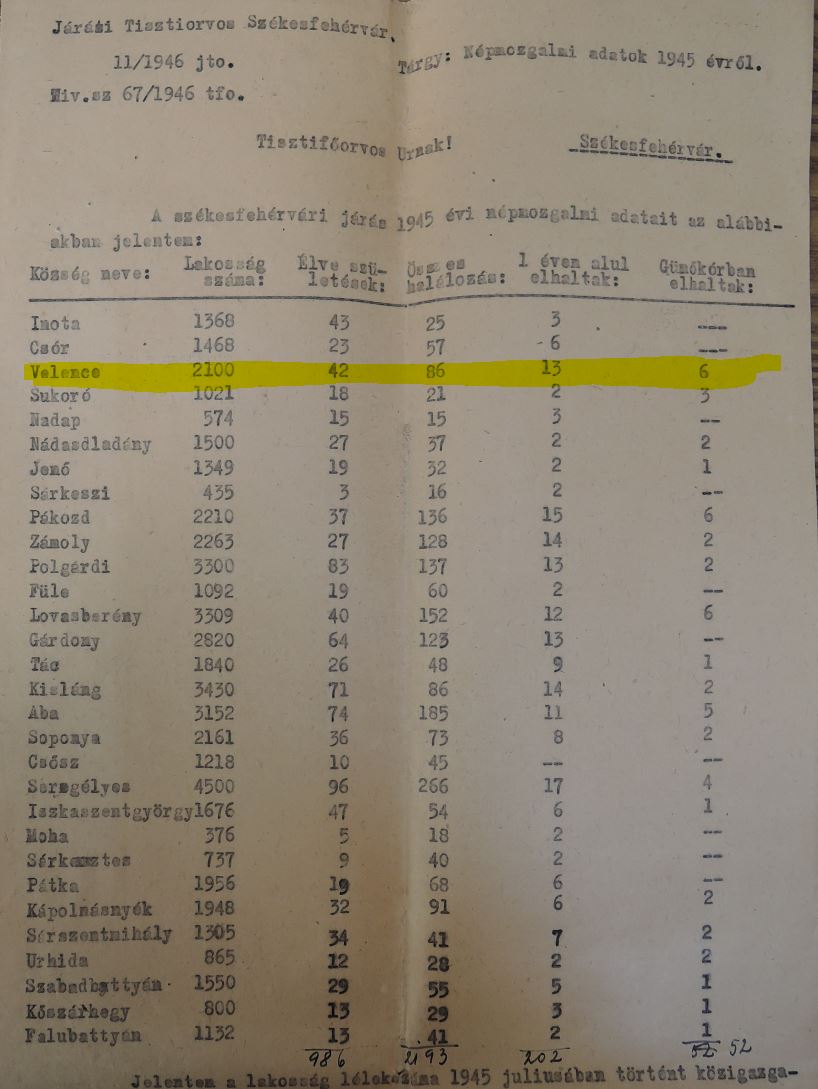 Járási Tisztiorvos Székesfehérvár.
11/1946 jto.
Tárgy: Népmozgalmi adatok 1945 évről.
Hiv.sz 67/1946 tfo.
Tisztifőorvos Urnak!
Székesfehérvár.
A székesfehérvári járás 1945 évi népmozgalmi adatait az alábbi-
akban jelentem:
Község neve: Lakosság száma: Élve szü-letések: Összes halálozás: 1 éven alul elhaltak: Gümőkórban elhaltak:
Inota 1368 43 25 3 ---
Csór 1468 23 57 6 ---
Velence 2100 42 86 13 6
Sukoró 1021 18 21 2 3
Nadap 574 15 15 3 --
Nádasdladány 1500 27 37 2 2
Jenő 1349 19 32 2 1
Sárkeszi 435 3 16 2 --
Pákozd 2210 37 136 15 6
Zámoly 2263 27 128 14 2
Polgárdi 3300 83 137 13 2
Füle 1092 19 60 2 --
Lovasberény 3309 40 152 12 6
Gárdony 2820 64 123 13 --
Tác 1840 26 48 9 1
Kisláng 3430 71 86 14 2
Aba 3152 74 185 11 5
Soponya 2161 36 73 8 2
Csősz 1218 10 45 -- --
Seregélyes 4500 96 266 17 4
Iszkaszentgyörgy 1676 47 54 6 1
Moha 376 5 18 2 --
Sárkesztes 737 9 40 2 --
Pátka 1956 19 68 6 --
Kápolnásnyék 1948 32 91 6 2
Sárszentmihály 1305 34 41 7 2
Urhida 865 12 28 2 2
Szabadbattyán 1550 29 55 5 1
Kőszárhegy 800 13 29 3 1
Falubattyán 1132 13 41 2 1
986 2193 202 52 52
Jelentem a lakosság lélekszáma 1945 juliusában történt közigazga-